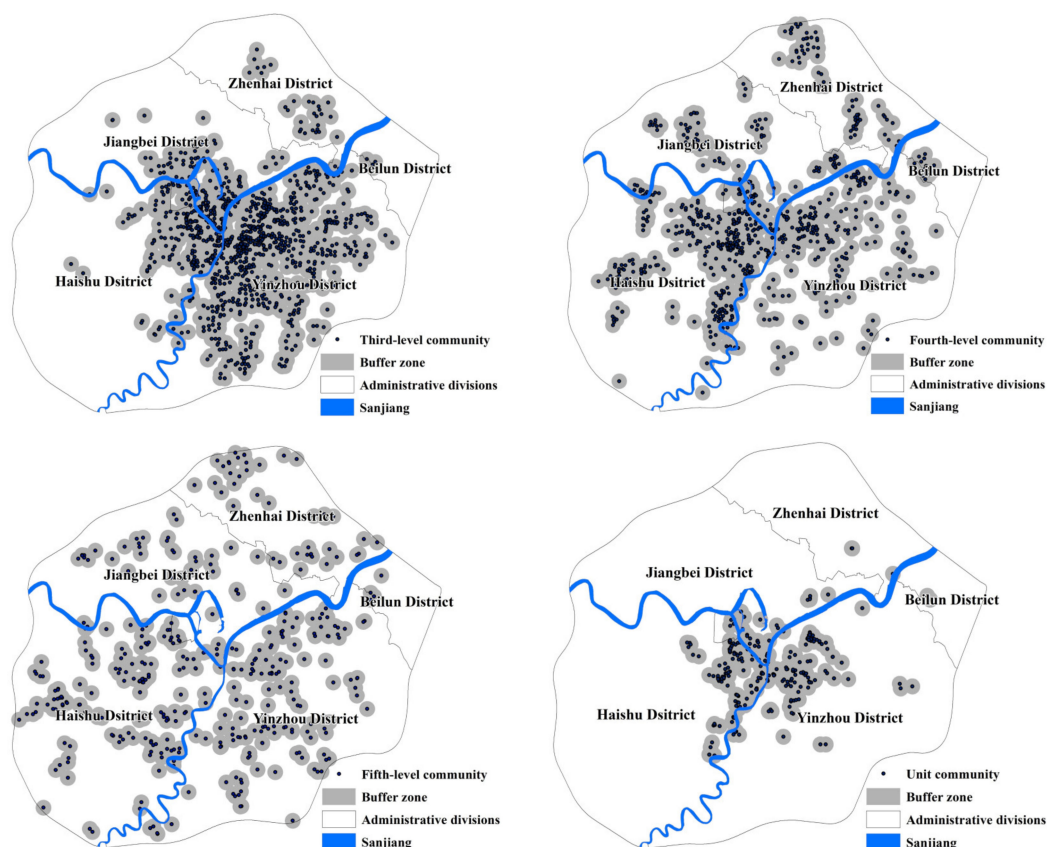 Zhenhai District
Jiangbei District
Beilun District
Haishu Dsitrict
Yinzhou District
Third-level community
Buffer zone
Administrative divisions
Sanjiang
Zhenhai District
Jiangbei District
Beilun District
Haishu Dsitrict
Yinzhou District
Fourth-level community
Buffer zone
Administrative divisions
Sanjiang
Zhenhai District
Jiangbei District
Beilun District
Haishu Dsitrict
Yinzhou District
Fifth-level community
Buffer zone
Administrative divisions
Sanjiang
Zhenhai District
Jiangbei District
Beilun District
Haishu Dsitrict
Yinzhou District
Unit community
Buffer zone
Administrative divisions
Sanjiang